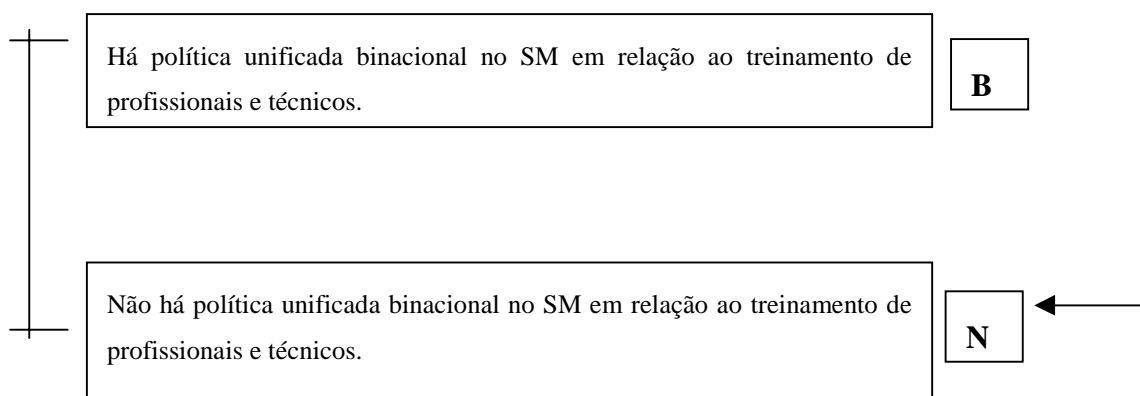 Há política unificada binacional no SM em relação ao treinamento de
profissionais e técnicos.
B
Não há política unificada binacional no SM em relação ao treinamento de
profissionais e técnicos.
N